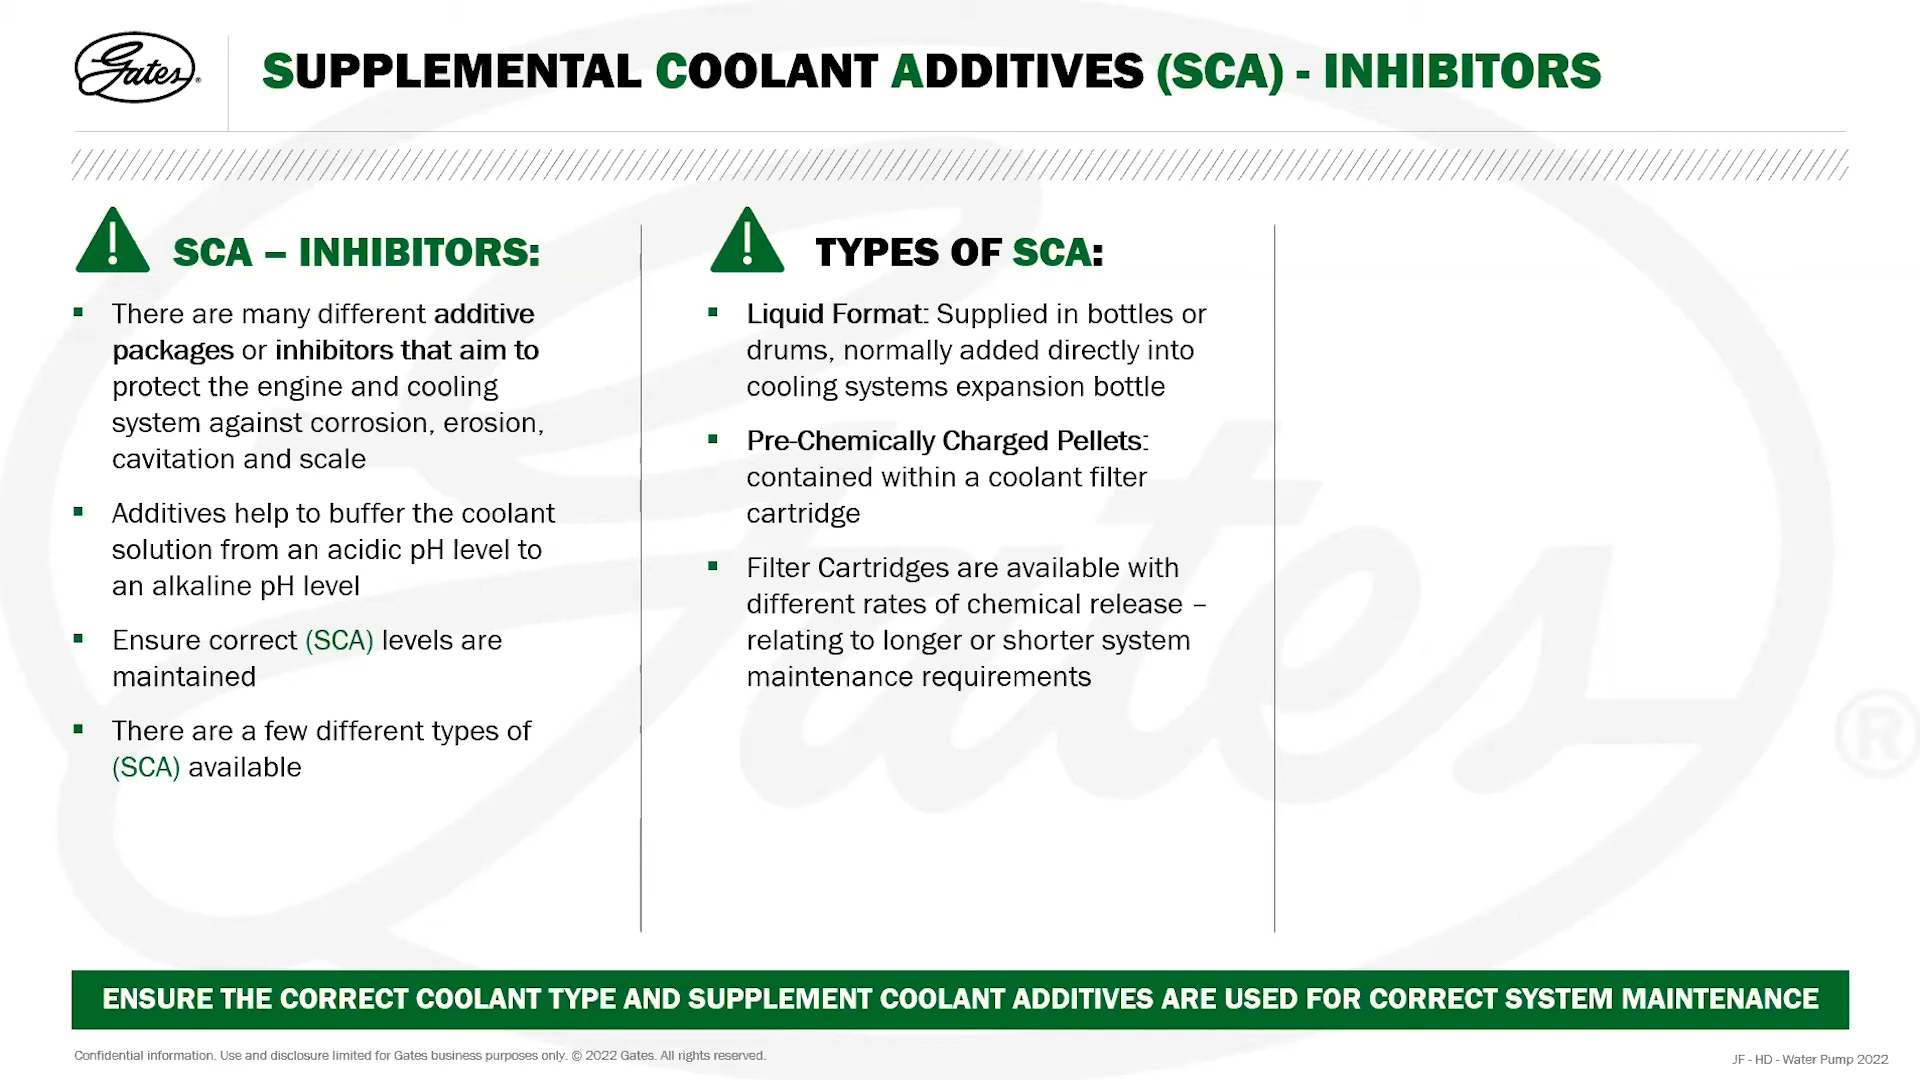 Gates®
SUPPLEMENTAL COOLANT ADDITIVES (SCA) - INHIBITORS
SCA – INHIBITORS:
▪ There are many different additive
packages or inhibitors that aim to
protect the engine and cooling
system against corrosion, erosion,
cavitation and scale
▪ Additives help to buffer the coolant
solution from an acidic pH level to
an alkaline pH level
▪ Ensure correct (SCA) levels are
maintained
▪ There are a few different types of
(SCA) available
TYPES OF SCA:
▪ Liquid Format: Supplied in bottles or
drums, normally added directly into
cooling systems expansion bottle
▪ Pre-Chemically Charged Pellets:
contained within a coolant filter
cartridge
▪ Filter Cartridges are available with
different rates of chemical release –
relating to longer or shorter system
maintenance requirements
Gates®
ENSURE THE CORRECT COOLANT TYPE AND SUPPLEMENT COOLANT ADDITIVES ARE USED FOR CORRECT SYSTEM MAINTENANCE
Confidential information. Use and disclosure limited for Gates business purposes only. © 2022 Gates. All rights reserved.
JF - HD - Water Pump 2022